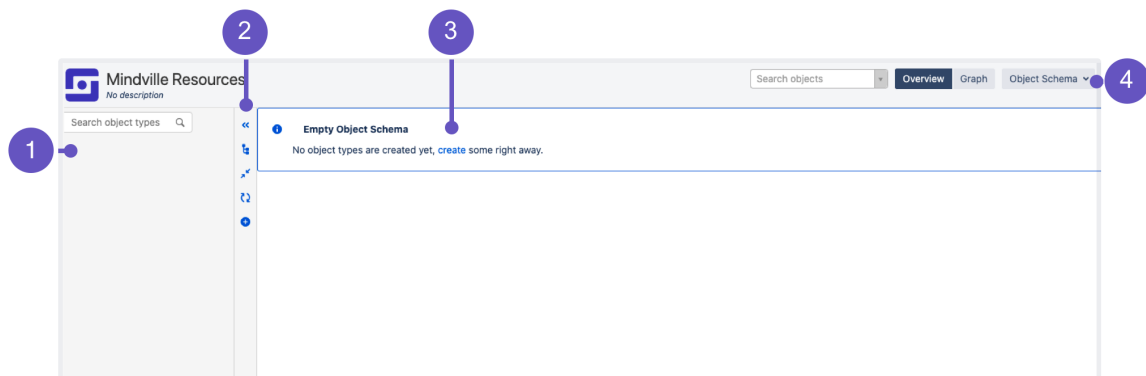 2
3
Mindville Resources
No description
Search objects
Overview
Graph
Object Schema
4
Search object types
1
Empty Object Schema
No object types are created yet, create some right away.